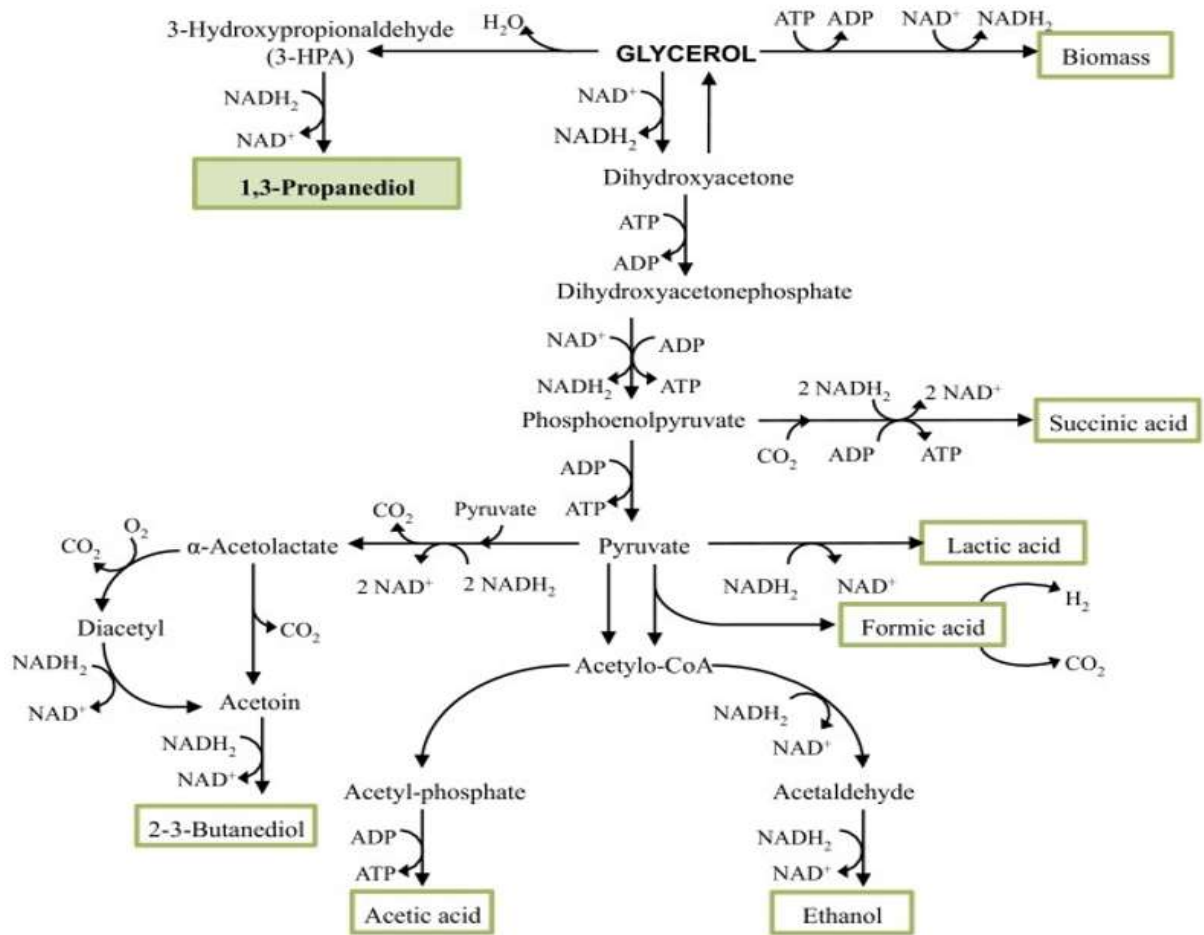 3-Hydroxypropionaldehyde
(3-HPA)
H₂O
GLYCEROL
ATP ADP
NAD⁺ NADH₂
Biomass
NADH₂
NAD⁺
NAD⁺
NADH₂
1,3-Propanediol
Dihydroxyacetone
ATP
ADP
Dihydroxyacetonephosphate
NAD⁺
ADP
NADH₂
ATP
Phosphoenolpyruvate
2 NADH₂
2 NAD⁺
CO₂
ADP
ATP
Succinic acid
ADP
ATP
CO₂
O₂
α-Acetolactate
CO₂
Pyruvate
2 NAD⁺
2 NADH₂
Pyruvate
NADH₂
NAD⁺
Lactic acid
Diacetyl
CO₂
Formic acid
H₂
CO₂
NADH₂
NAD⁺
Acetoin
Acetylo-CoA
NADH₂
NAD⁺
NADH₂
NAD⁺
2-3-Butanediol
Acetyl-phosphate
Acetaldehyde
ADP
ATP
NADH₂
NAD⁺
Acetic acid
Ethanol